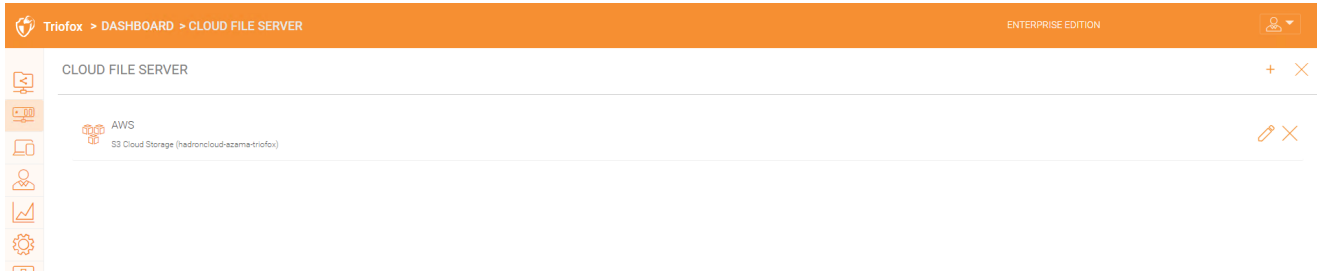 Triofox > DASHBOARD > CLOUD FILE SERVER ENTERPRISE EDITION
CLOUD FILE SERVER
AWS
S3 Cloud Storage (hadroncloud-azama-triofox)